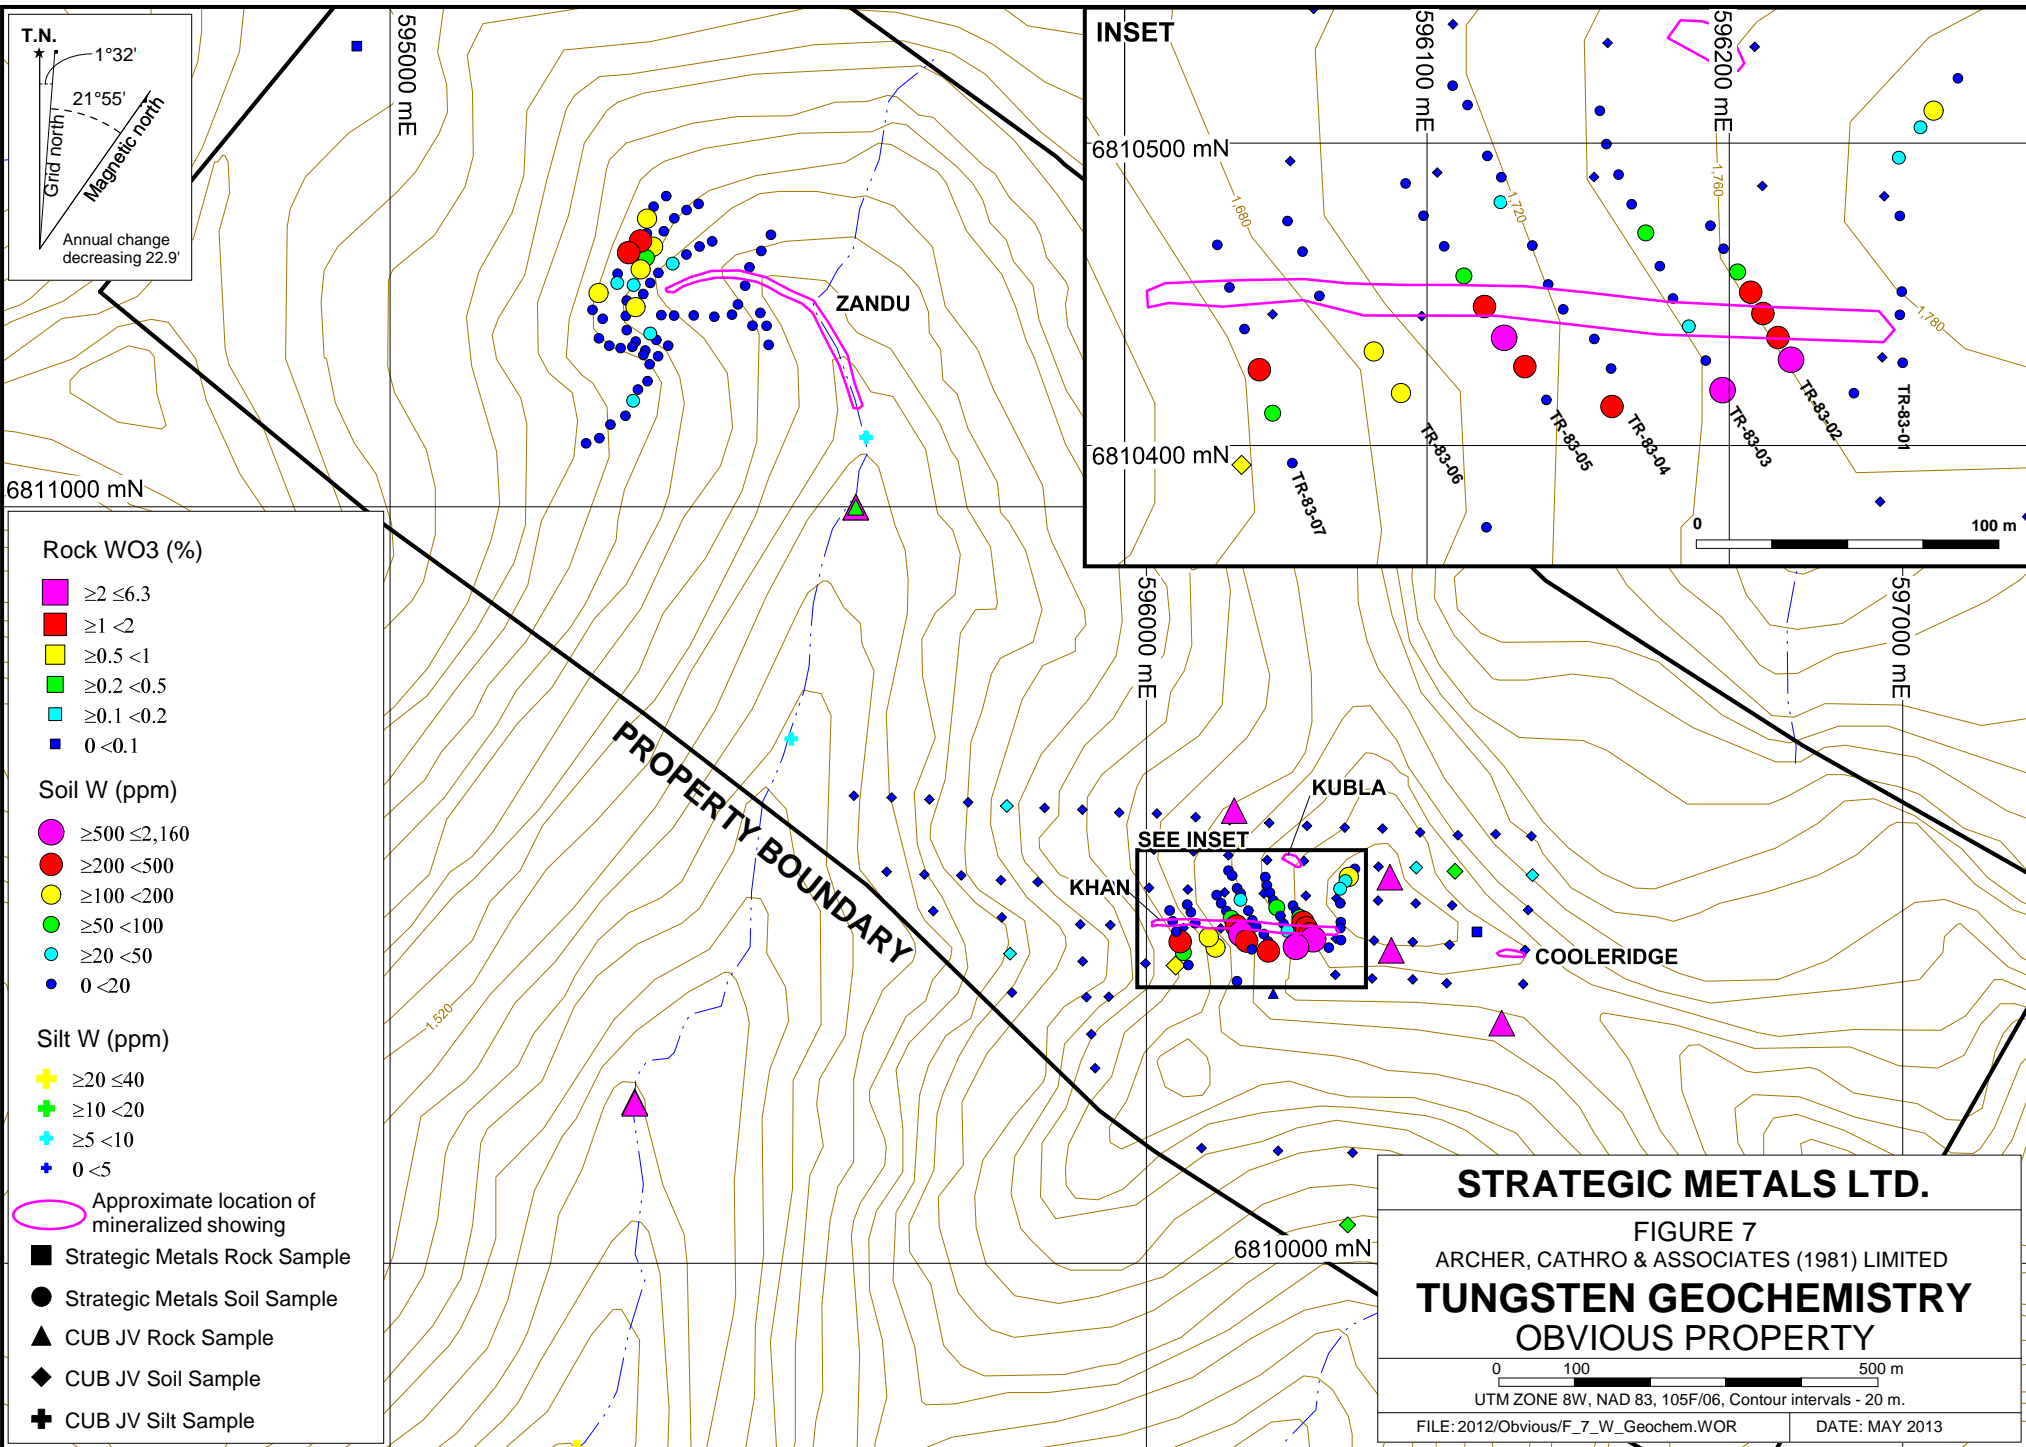 T.N.
1°32'
21°55'
Grid north
Magnetic north
Annual change
decreasing 22.9'
595000 mE
INSET
596100 mE
596200 mE
6810500 mN
1,680
1,720
1,760
1,780
6810400 mN
TR-83-07
TR-83-06
TR-83-05
TR-83-04
TR-83-03
TR-83-02
TR-83-01
0 100 m
ZANDU
6811000 mN
596000 mE
597000 mE
Rock WO3 (%)
≥2 ≤6.3
≥1 <2
≥0.5 <1
≥0.2 <0.5
≥0.1 <0.2
0 <0.1
Soil W (ppm)
≥500 ≤2,160
≥200 <500
≥100 <200
≥50 <100
≥20 <50
0 <20
Silt W (ppm)
≥20 ≤40
≥10 <20
≥5 <10
0 <5
Approximate location of
mineralized showing
Strategic Metals Rock Sample
Strategic Metals Soil Sample
CUB JV Rock Sample
CUB JV Soil Sample
CUB JV Silt Sample
PROPERTY BOUNDARY
1,520
KUBLA
SEE INSET
KHAN
COOLERIDGE
6810000 mN
STRATEGIC METALS LTD.
FIGURE 7
ARCHER, CATHRO & ASSOCIATES (1981) LIMITED
TUNGSTEN GEOCHEMISTRY
OBVIOUS PROPERTY
0 100 500 m
UTM ZONE 8W, NAD 83, 105F/06, Contour intervals - 20 m.
FILE: 2012/Obvious/F_7_W_Geochem.WOR
DATE: MAY 2013